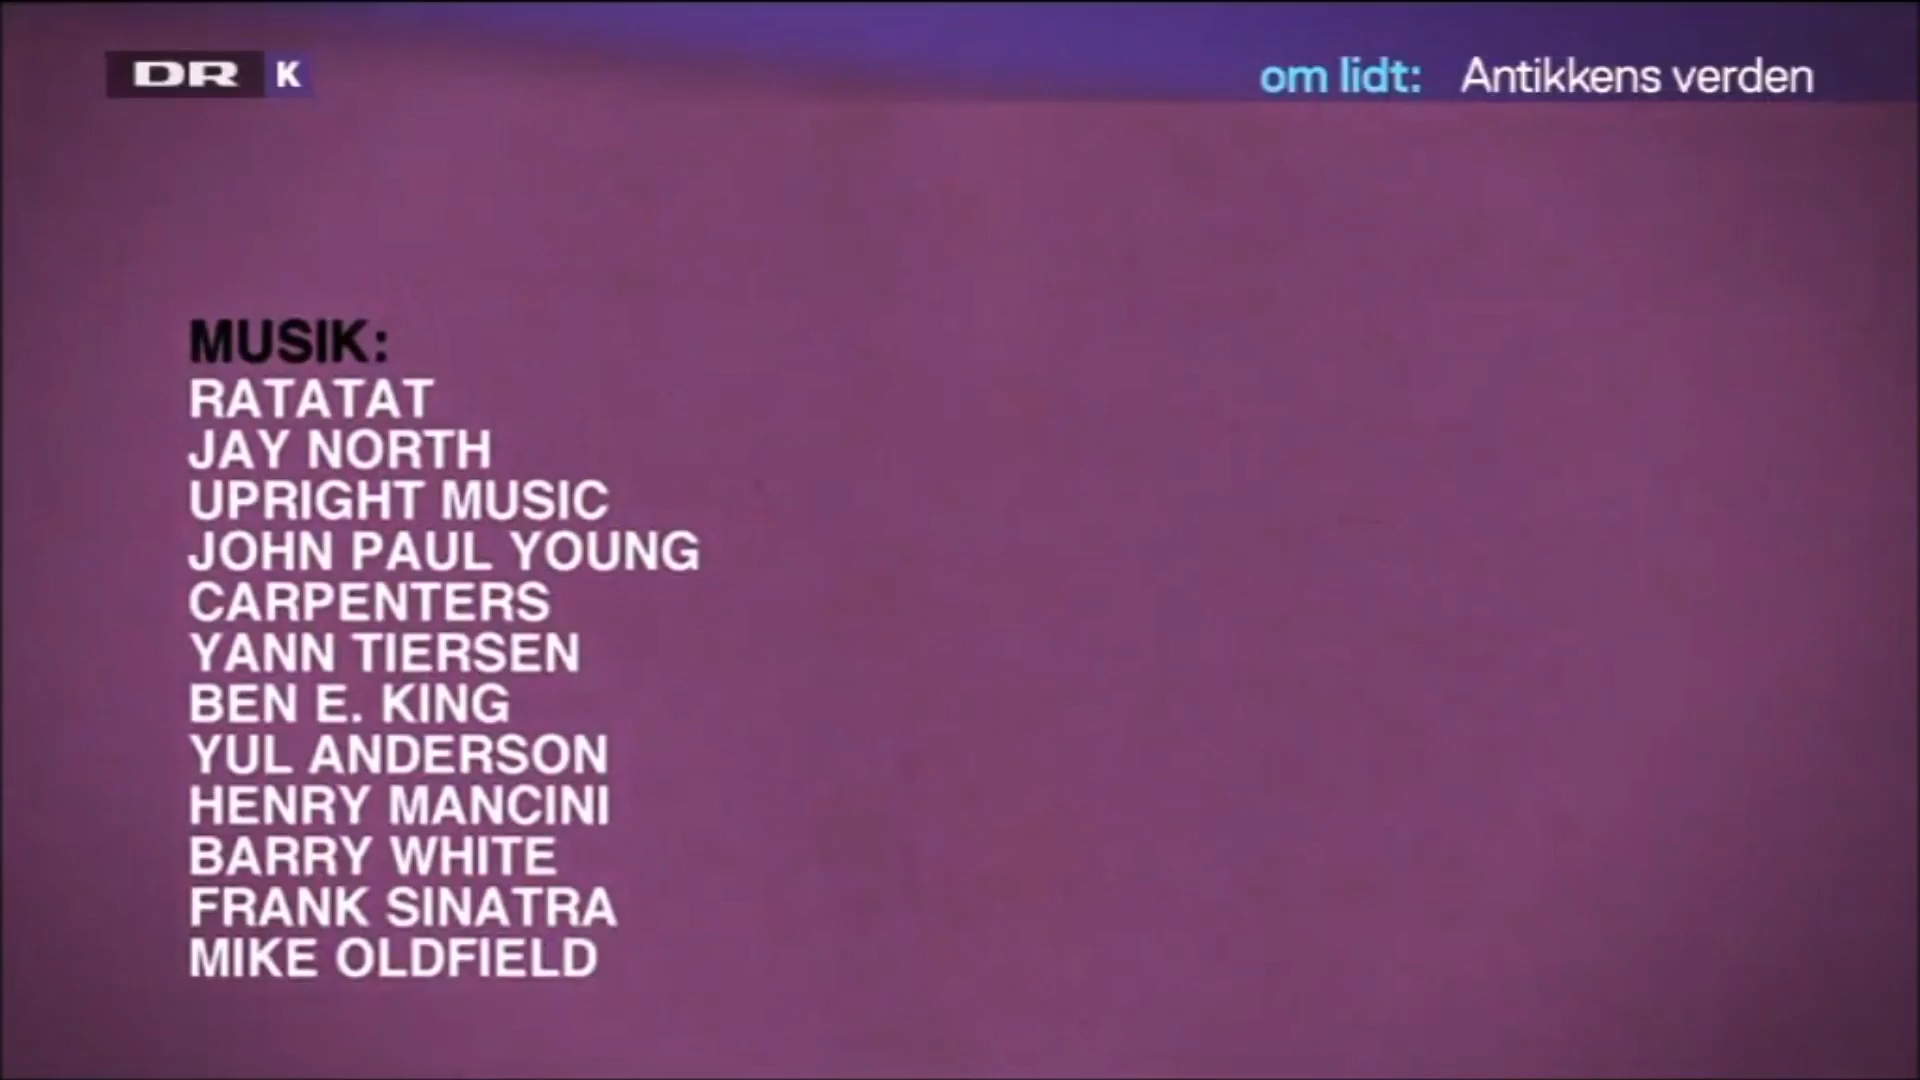 DR K
om lidt: Antikkens verden
MUSIK:
RATATAT
JAY NORTH
UPRIGHT MUSIC
JOHN PAUL YOUNG
CARPENTERS
YANN TIERSEN
BEN E. KING
YUL ANDERSON
HENRY MANCINI
BARRY WHITE
FRANK SINATRA
MIKE OLDFIELD